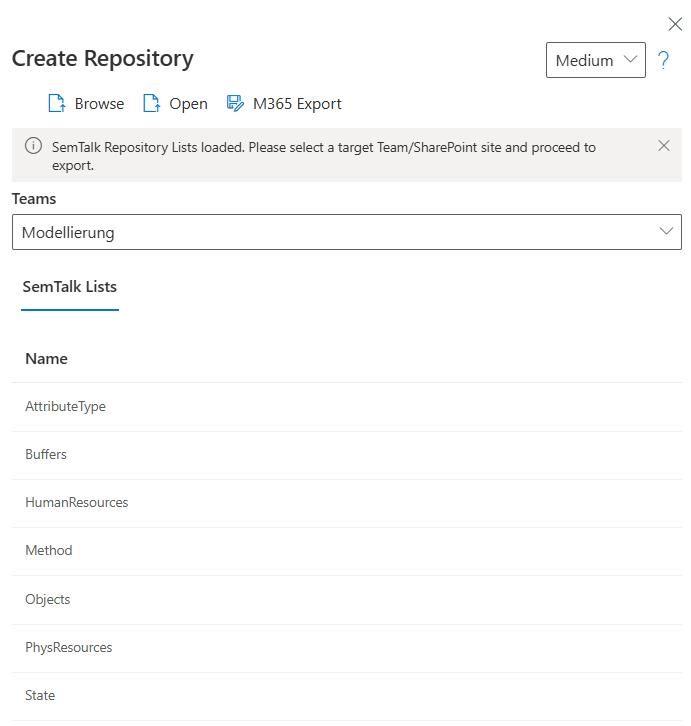 Create Repository
Medium
?
Browse
Open
M365 Export
SemTalk Repository Lists loaded. Please select a target Team/SharePoint site and proceed to
export.
Teams
Modellierung
SemTalk Lists
Name
AttributeType
Buffers
HumanResources
Method
Objects
PhysResources
State